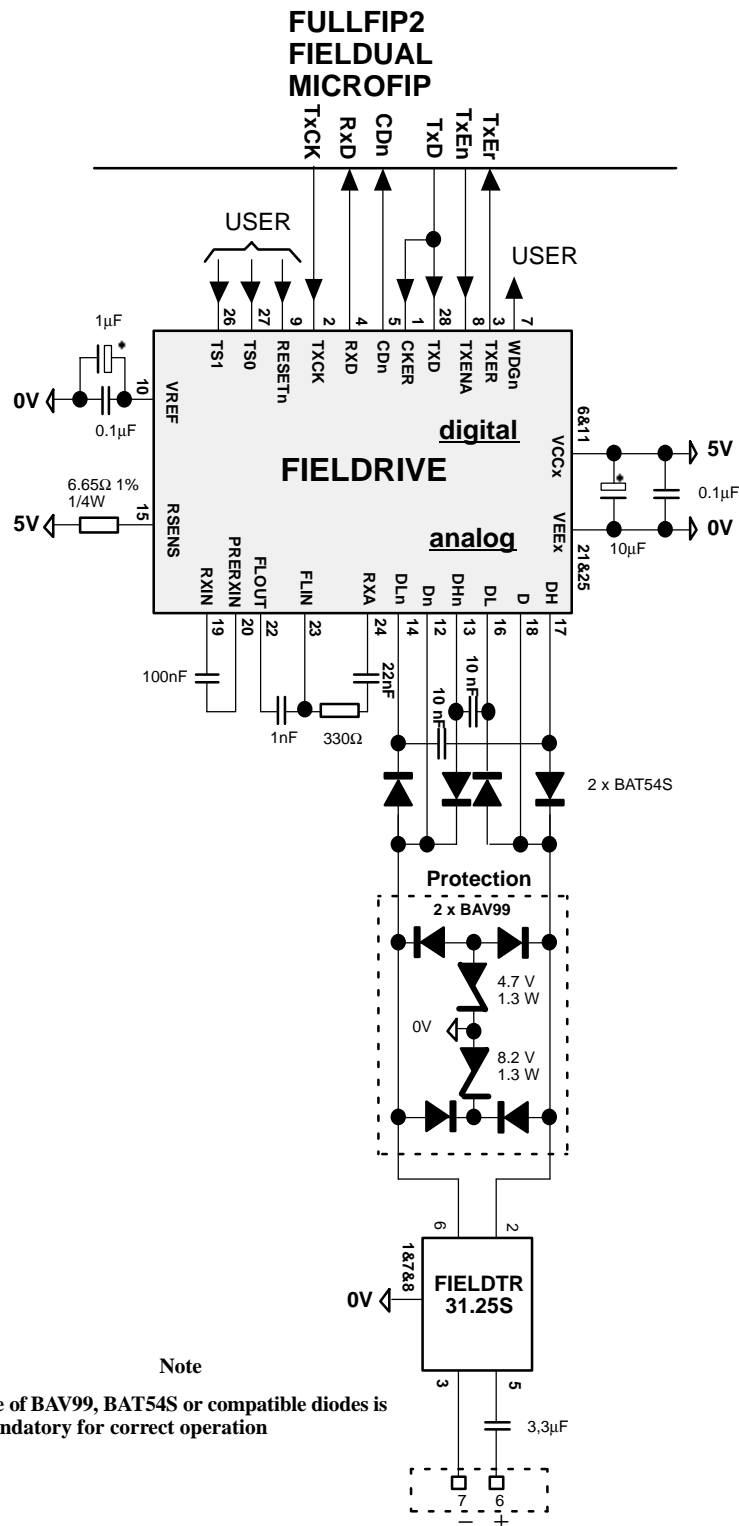 FULLFIP2
FIELDUAL
MICROFIP
TxCK RxD CDn TxD TxEn TxEr
USER
USER
26 27 9 2 4 5 1 28 8 3 7
TS1 TS0 RESETn TXCK RXD CDn CKER TXD TXENA TXER WDGn
1µF
*
0V
0.1µF
10
VREF
digital
FIELDRIVE
analog
6&11
VCCx
5V
*
0.1µF
10µF
VEEx
0V
21&25
6.65Ω 1%
1/4W
5V
15
RSENS
RXIN PRERXIN FLOUT FLIN RXA DLn Dn DHn DL D DH
19 20 22 23 24 14 12 13 16 18 17
100nF
1nF
330Ω
22nF
10 nF
10 nF
2 x BAT54S
Protection
2 x BAV99
4.7 V
1.3 W
0V
8.2 V
1.3 W
6 2
1&7&8
0V
FIELDTR
31.25S
3 5
3,3µF
7 6
− +
Note
e of BAV99, BAT54S or compatible diodes is
ndatory for correct operation